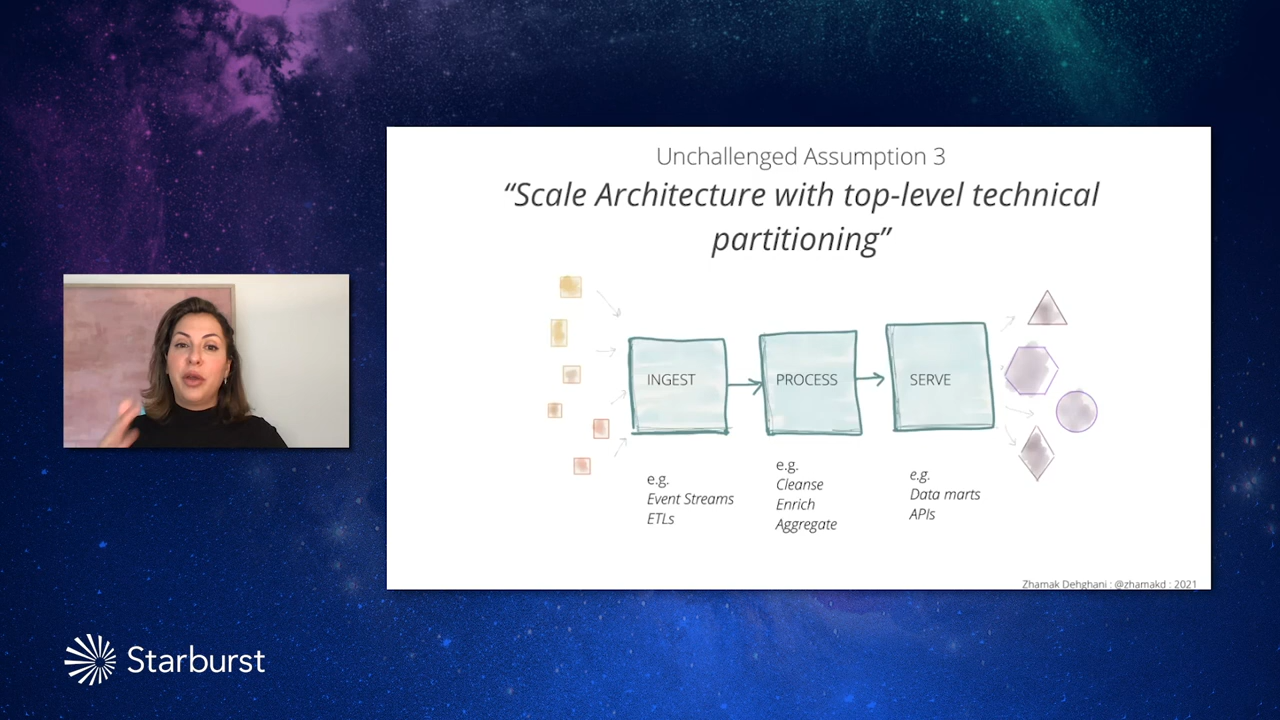 Unchallenged Assumption 3
“Scale Architecture with top-level technical
partitioning”
INGEST
PROCESS
SERVE
e.g.
Event Streams
ETLs
e.g.
Cleanse
Enrich
Aggregate
e.g.
Data marts
APIs
Zhamak Dehghani : @zhamakd : 2021
Starburst